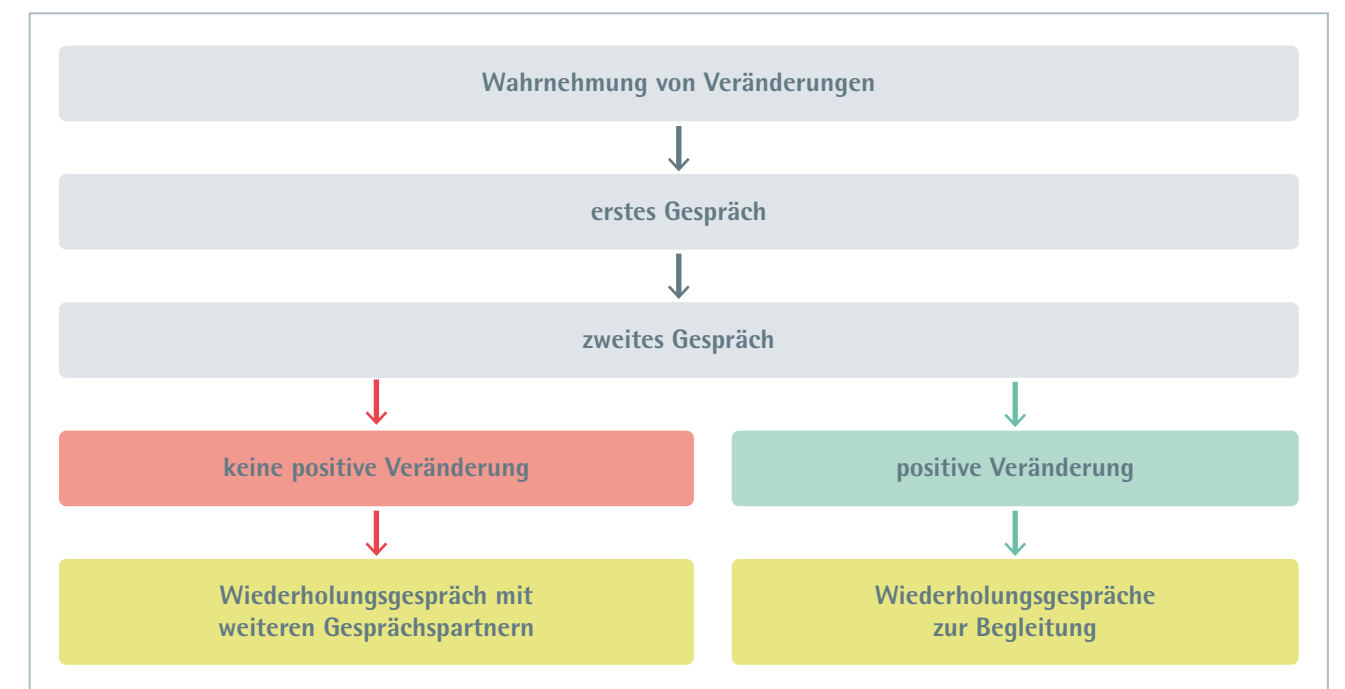 Wahrnehmung von Veränderungen
erstes Gespräch
zweites Gespräch
keine positive Veränderung
positive Veränderung
Wiederholungsgespräch mit
weiteren Gesprächspartnern
Wiederholungsgespräche
zur Begleitung